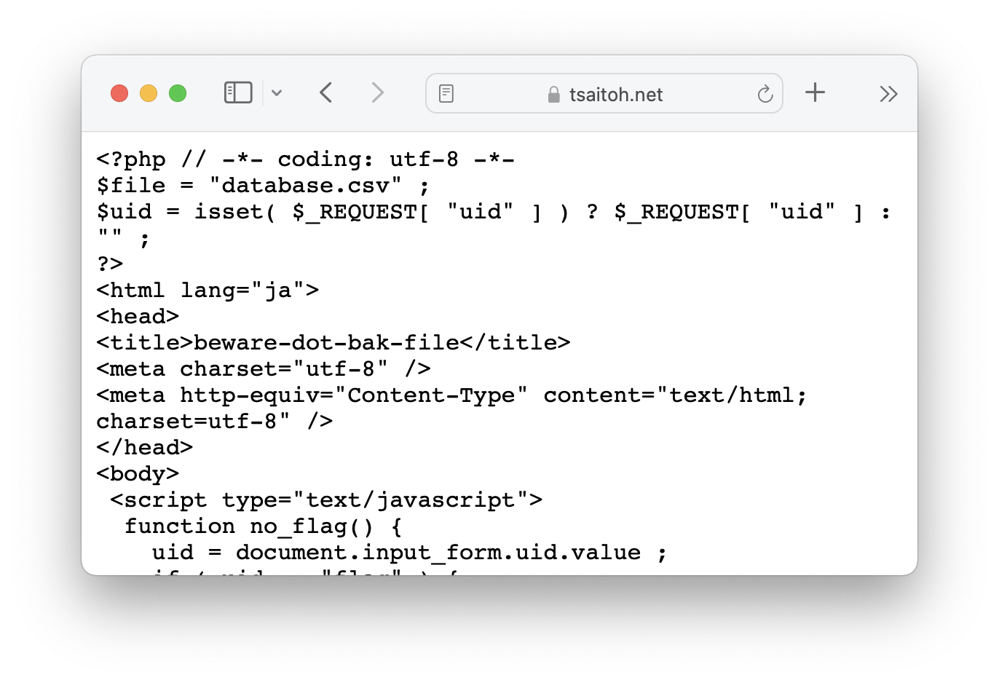 tsaitoh.net
<?php // -*- coding: utf-8 -*-
$file = "database.csv" ;
$uid = isset( $_REQUEST[ "uid" ] ) ? $_REQUEST[ "uid" ] :
"" ;
?>
<html lang="ja">
<head>
<title>beware-dot-bak-file</title>
<meta charset="utf-8" />
<meta http-equiv="Content-Type" content="text/html;
charset=utf-8" />
</head>
<body>
 <script type="text/javascript">
  function no_flag() {
    uid = document.input_form.uid.value ;